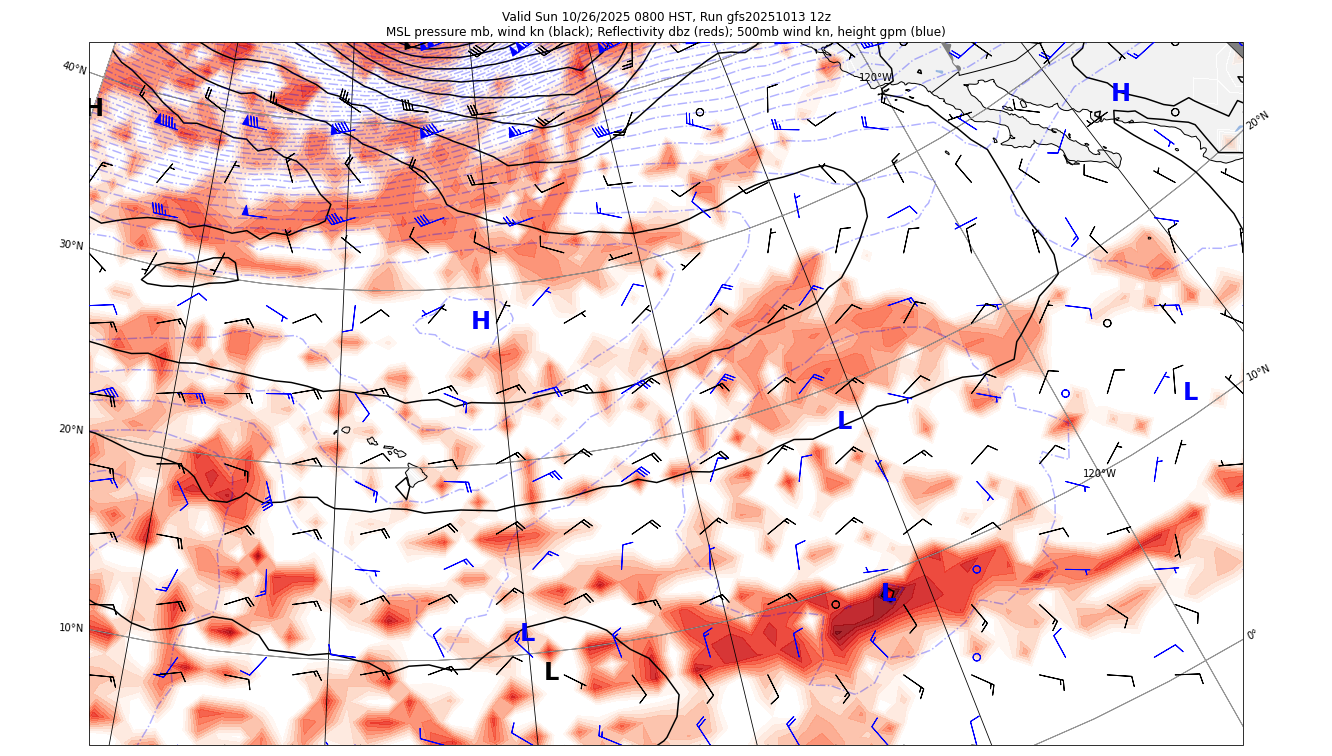 Valid Sun 10/26/2025 0800 HST, Run gfs20251013 12z
MSL pressure mb, wind kn (black); Reflectivity dbz (reds); 500mb wind kn, height gpm (blue)
40°N
120°W
H
H
20°N
30°N
H
10°N
L
L
20°N
120°W
L
10°N
L
0°
L